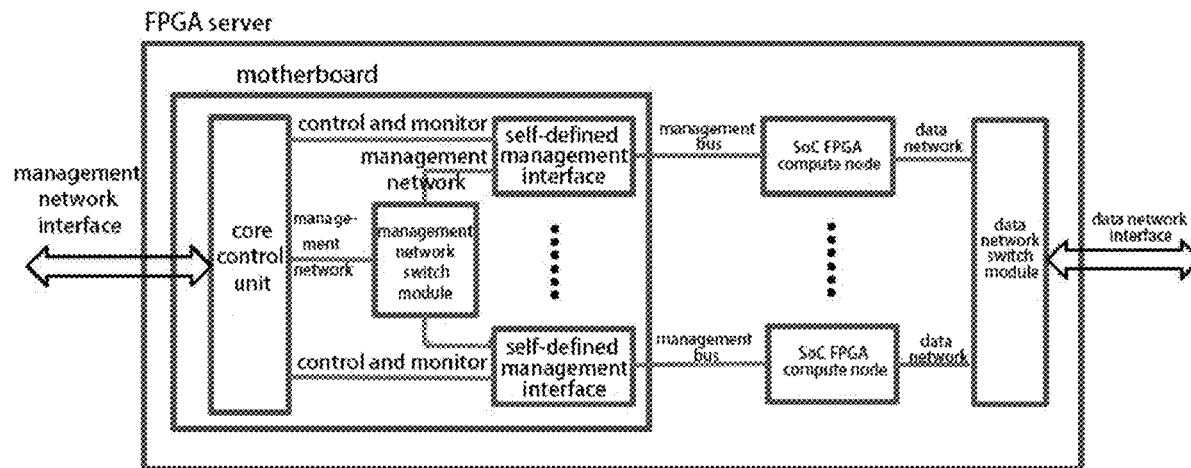 FPGA server
motherboard
management
network
interface
core
control
unit
control and monitor
management
network
manage-
ment
network
management
network
switch
module
control and monitor
self-defined
management
interface
self-defined
management
interface
management
Bus
management
Bus
SoC FPGA
compute node
SoC FPGA
compute node
data
network
data
network
data
network
switch
module
data network
interface